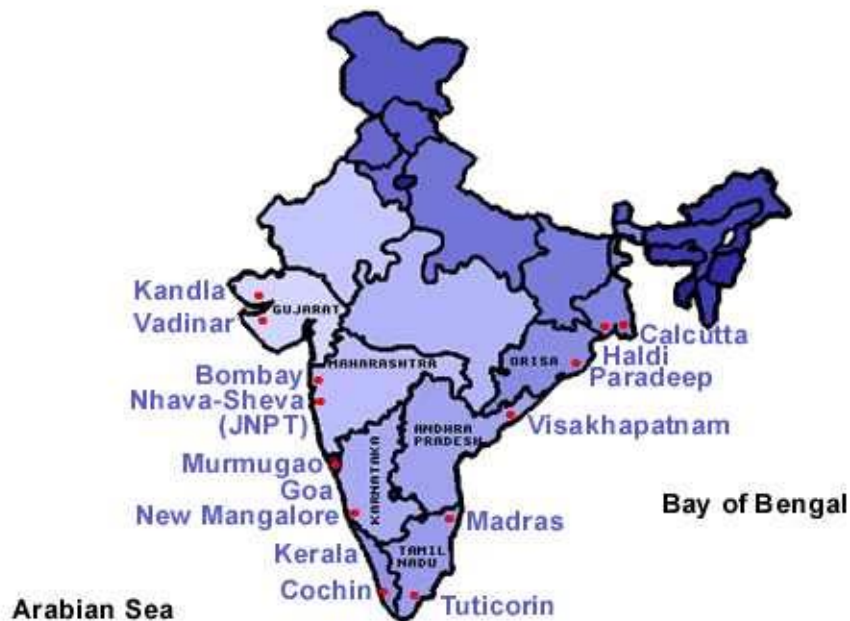 Kandla
GUJARAT
Vadinar
Calcutta
Haldi
MAHARASHTRA
ORISA
Bombay
Paradeep
Nhava-Sheva
(JNPT)
ANDHRA
PRADESH
Visakhapatnam
Murmugao
Goa
KARNATAKA
New Mangalore
Madras
Bay of Bengal
Kerala
TAMIL
NADU
Cochin
Tuticorin
Arabian Sea